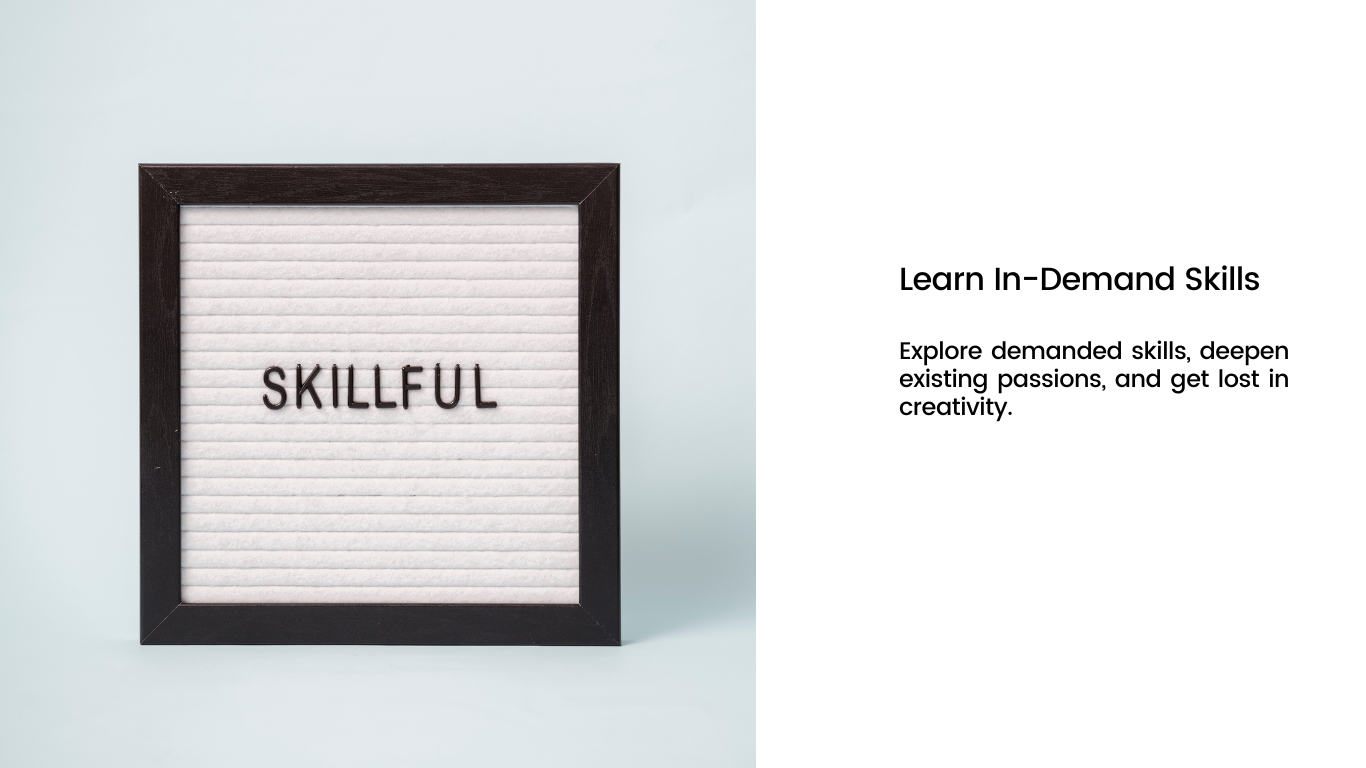 SKILLFUL
Learn In-Demand Skills
Explore demanded skills, deepen
existing passions, and get lost in
creativity.